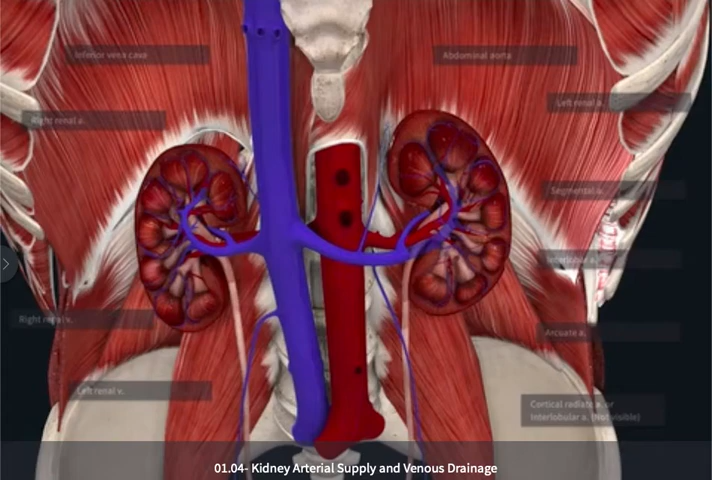 Inferior vena cava
Abdominal aorta
Left renal a.
Right renal a.
Segmental a.
Interlobar a.
Right renal v.
Arcuate a.
Left renal v.
Cortical radiate a. or
Interlobular a. (Not visible)
01.04- Kidney Arterial Supply and Venous Drainage